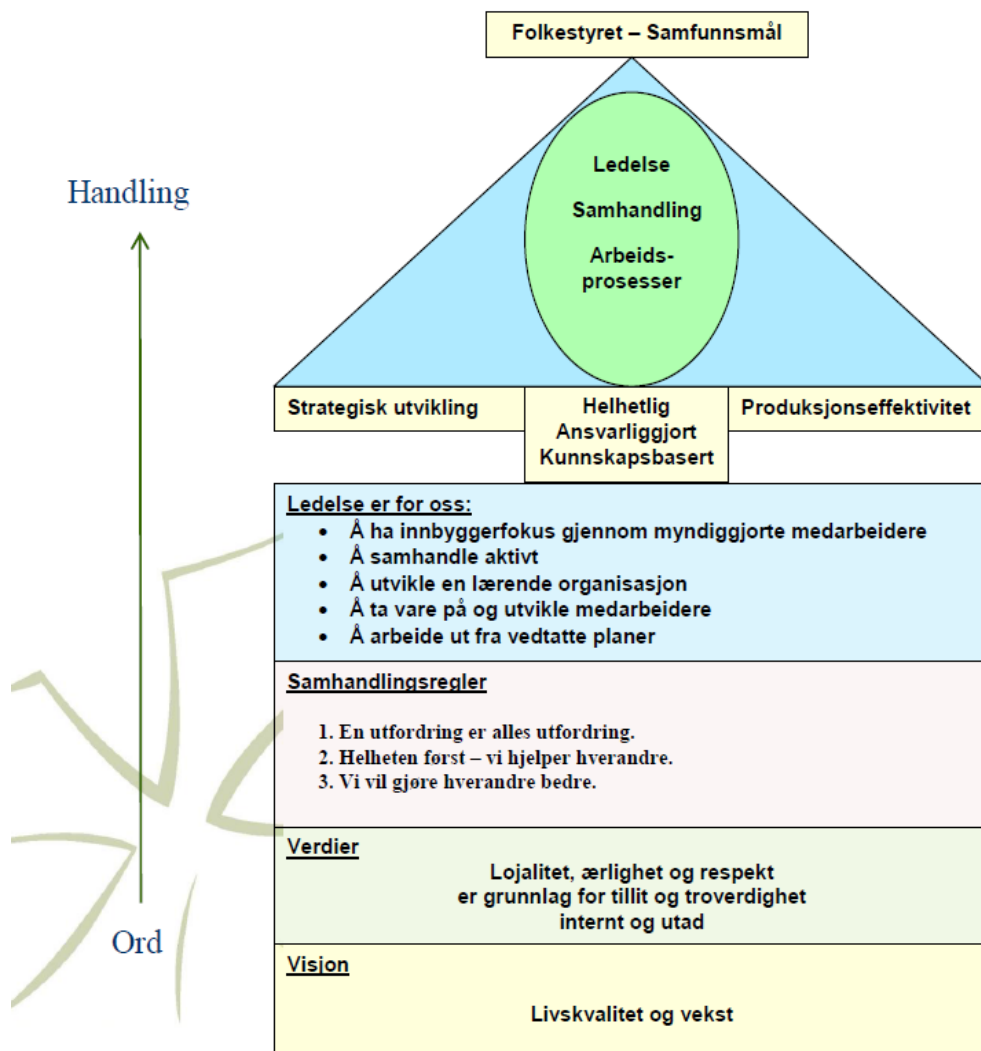 Folkestyret – Samfunnsmål
Ledelse
Samhandling
Arbeids-
prosesser
Handling
Strategisk utvikling
Helhetlig
Ansvarliggjort
Kunnskapsbasert
Produksjonseffektivitet
Ledelse er for oss:
• Å ha innbyggerfokus gjennom myndiggjorte medarbeidere
• Å samhandle aktivt
• Å utvikle en lærende organisasjon
• Å ta vare på og utvikle medarbeidere
• Å arbeide ut fra vedtatte planer
Samhandlingsregler
1. En utfordring er alles utfordring.
2. Helheten først – vi hjelper hverandre.
3. Vi vil gjøre hverandre bedre.
Verdier
Lojalitet, ærlighet og respekt
er grunnlag for tillit og troverdighet
internt og utad
Ord
Visjon
Livskvalitet og vekst